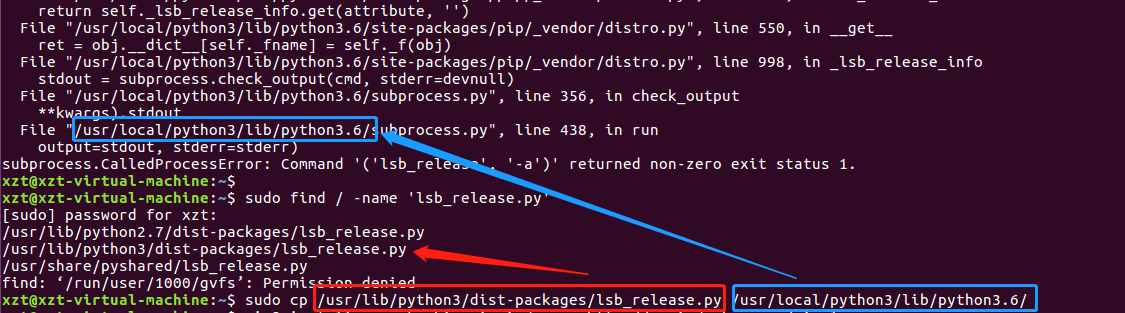 return self._lsb_release_info.get(attribute, '')
  File "/usr/local/python3/lib/python3.6/site-packages/pip/_vendor/distro.py", line 550, in __get__
    ret = obj.__dict__[self._fname] = self._f(obj)
  File "/usr/local/python3/lib/python3.6/site-packages/pip/_vendor/distro.py", line 998, in _lsb_release_info
    stdout = subprocess.check_output(cmd, stderr=devnull)
  File "/usr/local/python3/lib/python3.6/subprocess.py", line 356, in check_output
    **kwargs).stdout
  File "/usr/local/python3/lib/python3.6/subprocess.py", line 438, in run
    output=stdout, stderr=stderr)
subprocess.CalledProcessError: Command '('lsb_release', '-a')' returned non-zero exit status 1.
xzt@xzt-virtual-machine:~$
xzt@xzt-virtual-machine:~$ sudo find / -name 'lsb_release.py'
[sudo] password for xzt:
/usr/lib/python2.7/dist-packages/lsb_release.py
/usr/lib/python3/dist-packages/lsb_release.py
/usr/share/pyshared/lsb_release.py
find: ‘/run/user/1000/gvfs’: Permission denied
xzt@xzt-virtual-machine:~$ sudo cp /usr/lib/python3/dist-packages/lsb_release.py /usr/local/python3/lib/python3.6/